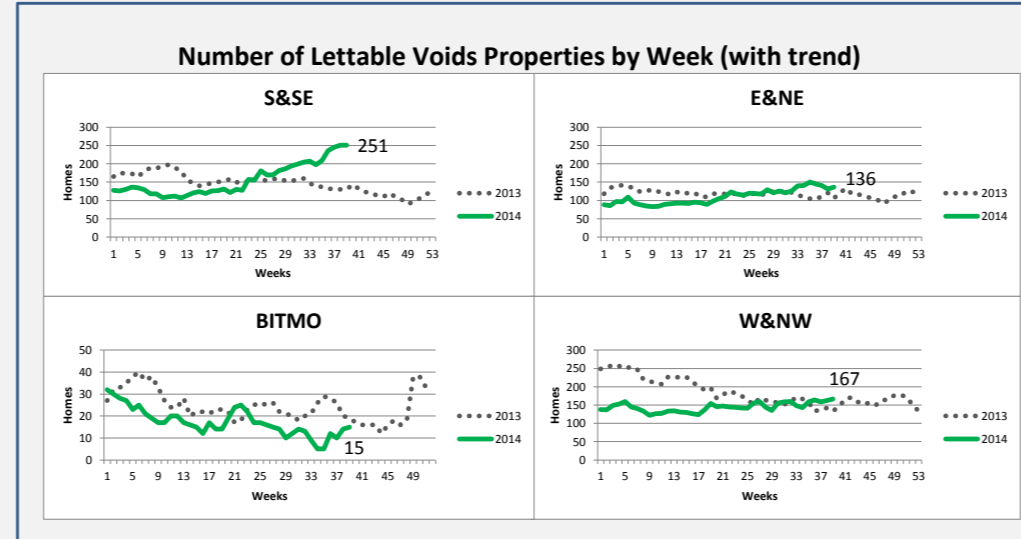 Number of Lettable Voids Properties by Week (with trend)
S&SE
300
250
200
150
100
50
0
Homes
1 5 9 13 17 21 25 29 33 37 41 45 49 53
Weeks
251
2013
2014
E&NE
300
250
200
150
100
50
0
Homes
1 5 9 13 17 21 25 29 33 37 41 45 49 53
Weeks
136
2013
2014
BITMO
50
40
30
20
10
0
Homes
1 5 9 13 17 21 25 29 33 37 41 45 49
Weeks
15
2013
2014
W&NW
300
250
200
150
100
50
0
Homes
1 5 9 13 17 21 25 29 33 37 41 45 49 53
Weeks
167
2013
2014